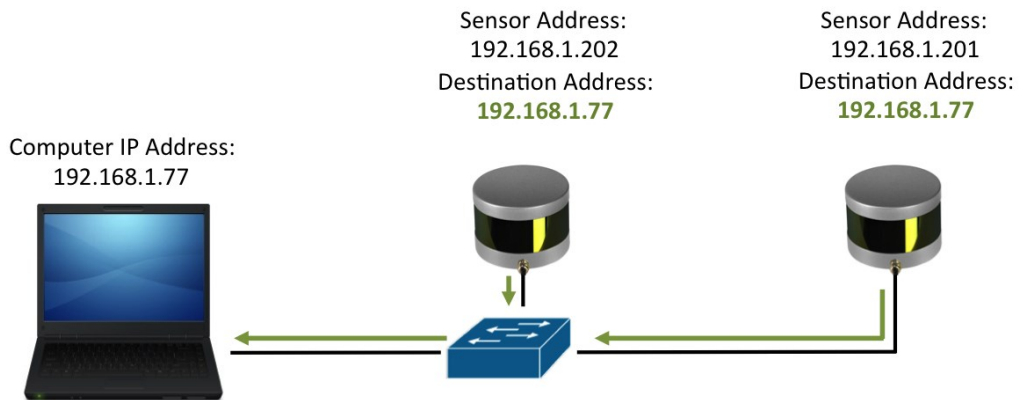 Sensor Address:
192.168.1.202
Destination Address:
192.168.1.77
Sensor Address:
192.168.1.201
Destination Address:
192.168.1.77
Computer IP Address:
192.168.1.77